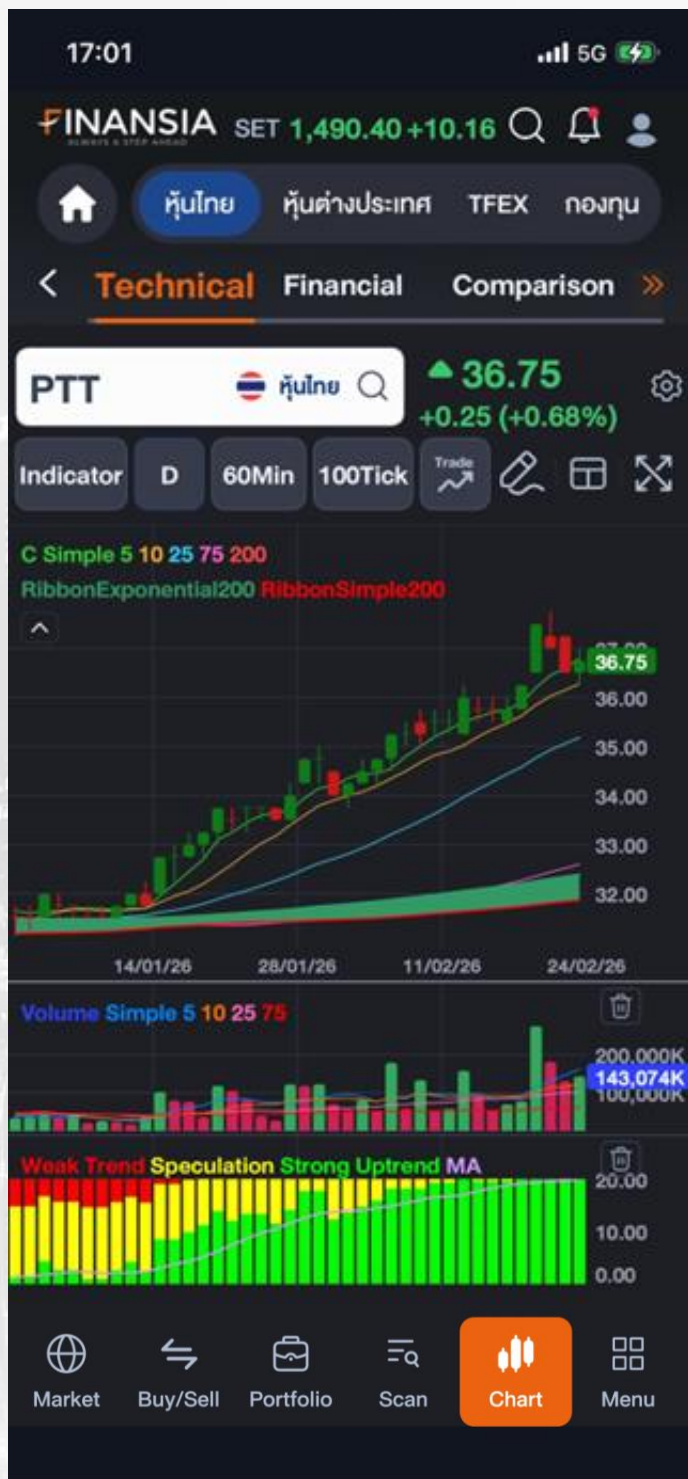 17:01 5G
FINANSIA SET 1,490.40 +10.16
ALWAYS A STEP AHEAD
หุ้นไทย หุ้นต่างประเทศ TFEX กองทุน
Technical Financial Comparison
PTT หุ้นไทย 36.75
+0.25 (+0.68%)
Indicator D 60Min 100Tick Trade
C Simple 5 10 25 75 200
RibbonExponential200 RibbonSimple200
37.00
36.75
36.00
35.00
34.00
33.00
32.00
14/01/26 28/01/26 11/02/26 24/02/26
Volume Simple 5 10 25 75
200,000K
143,074K
100,000K
Weak Trend Speculation Strong Uptrend MA
20.00
10.00
0.00
Market Buy/Sell Portfolio Scan Chart Menu